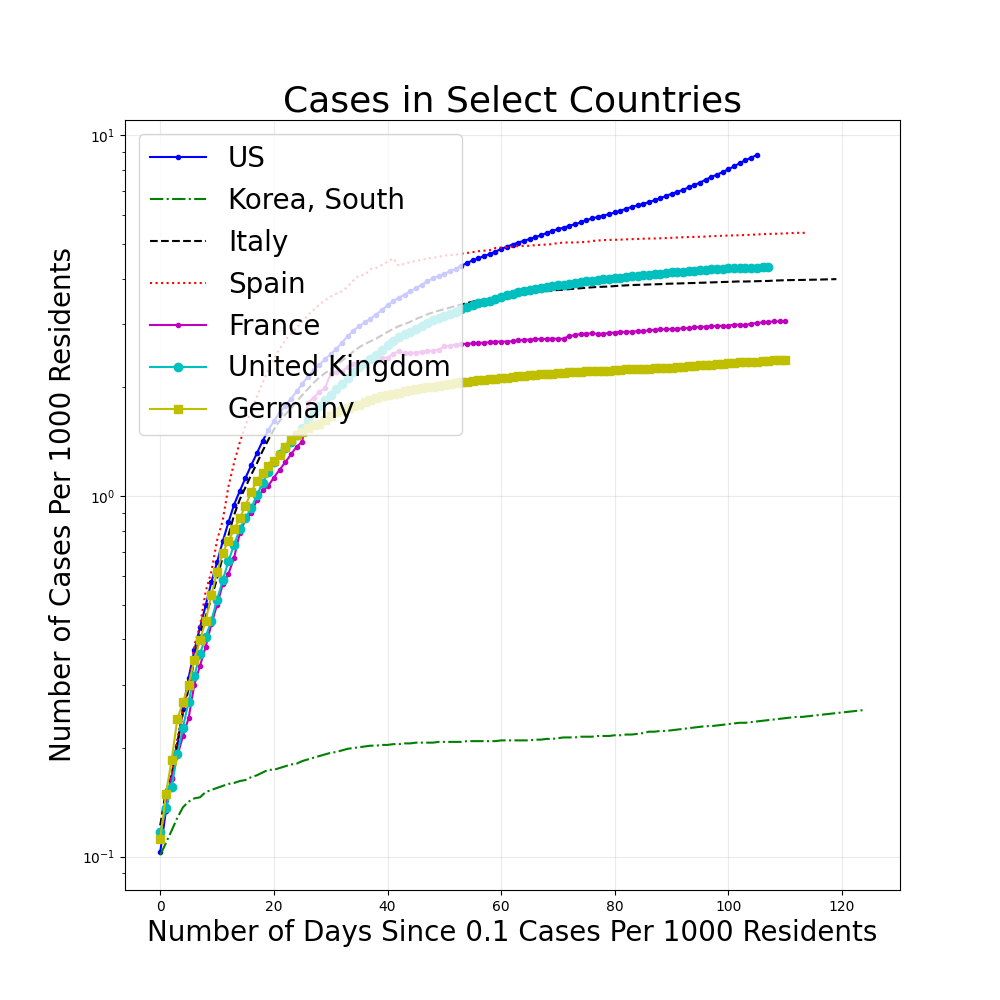 Cases in Select Countries
10¹
10⁰
10⁻¹
Number of Cases Per 1000 Residents
US
Korea, South
Italy
Spain
France
United Kingdom
Germany
0 20 40 60 80 100 120
Number of Days Since 0.1 Cases Per 1000 Residents